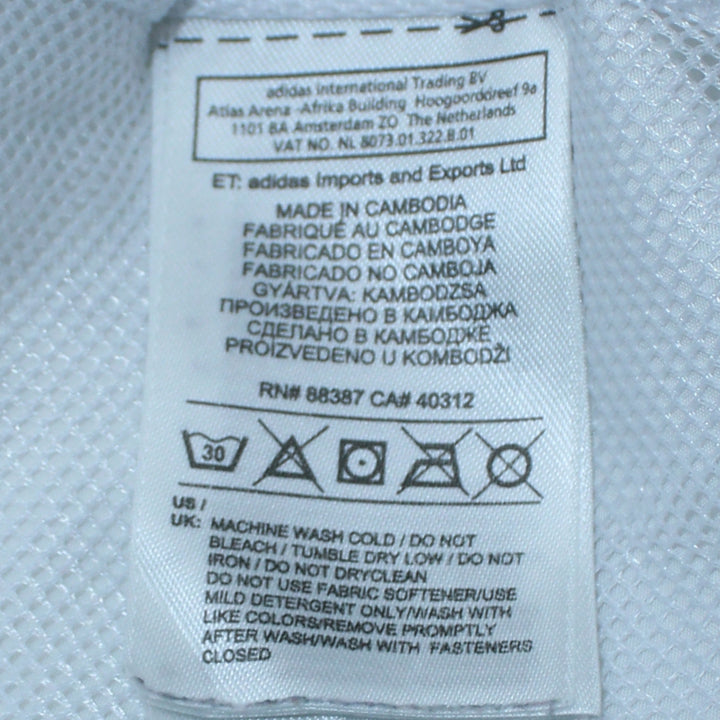 adidas International Trading BV
Atlas Arena -Afrika Building Hoogoorddreef 9a
1101 BA Amsterdam ZO The Netherlands
VAT NO. NL 8073.01.322.B.01
ET: adidas Imports and Exports Ltd
MADE IN CAMBODIA
FABRIQUÉ AU CAMBODGE
FABRICADO EN CAMBOYA
FABRICADO NO CAMBOJA
GYÁRTVA: KAMBODZSA
ПРОИЗВЕДЕНО В КАМБОДЖА
СДЕЛАНО В КАМБОДЖЕ
PROIZVEDENO U KOMBODŽI
RN# 88387 CA# 40312
30
US /
UK: MACHINE WASH COLD / DO NOT
BLEACH / TUMBLE DRY LOW / DO NOT
IRON / DO NOT DRYCLEAN
DO NOT USE FABRIC SOFTENER/USE
MILD DETERGENT ONLY/WASH WITH
LIKE COLORS/REMOVE PROMPTLY
AFTER WASH/WASH WITH FASTENERS
CLOSED